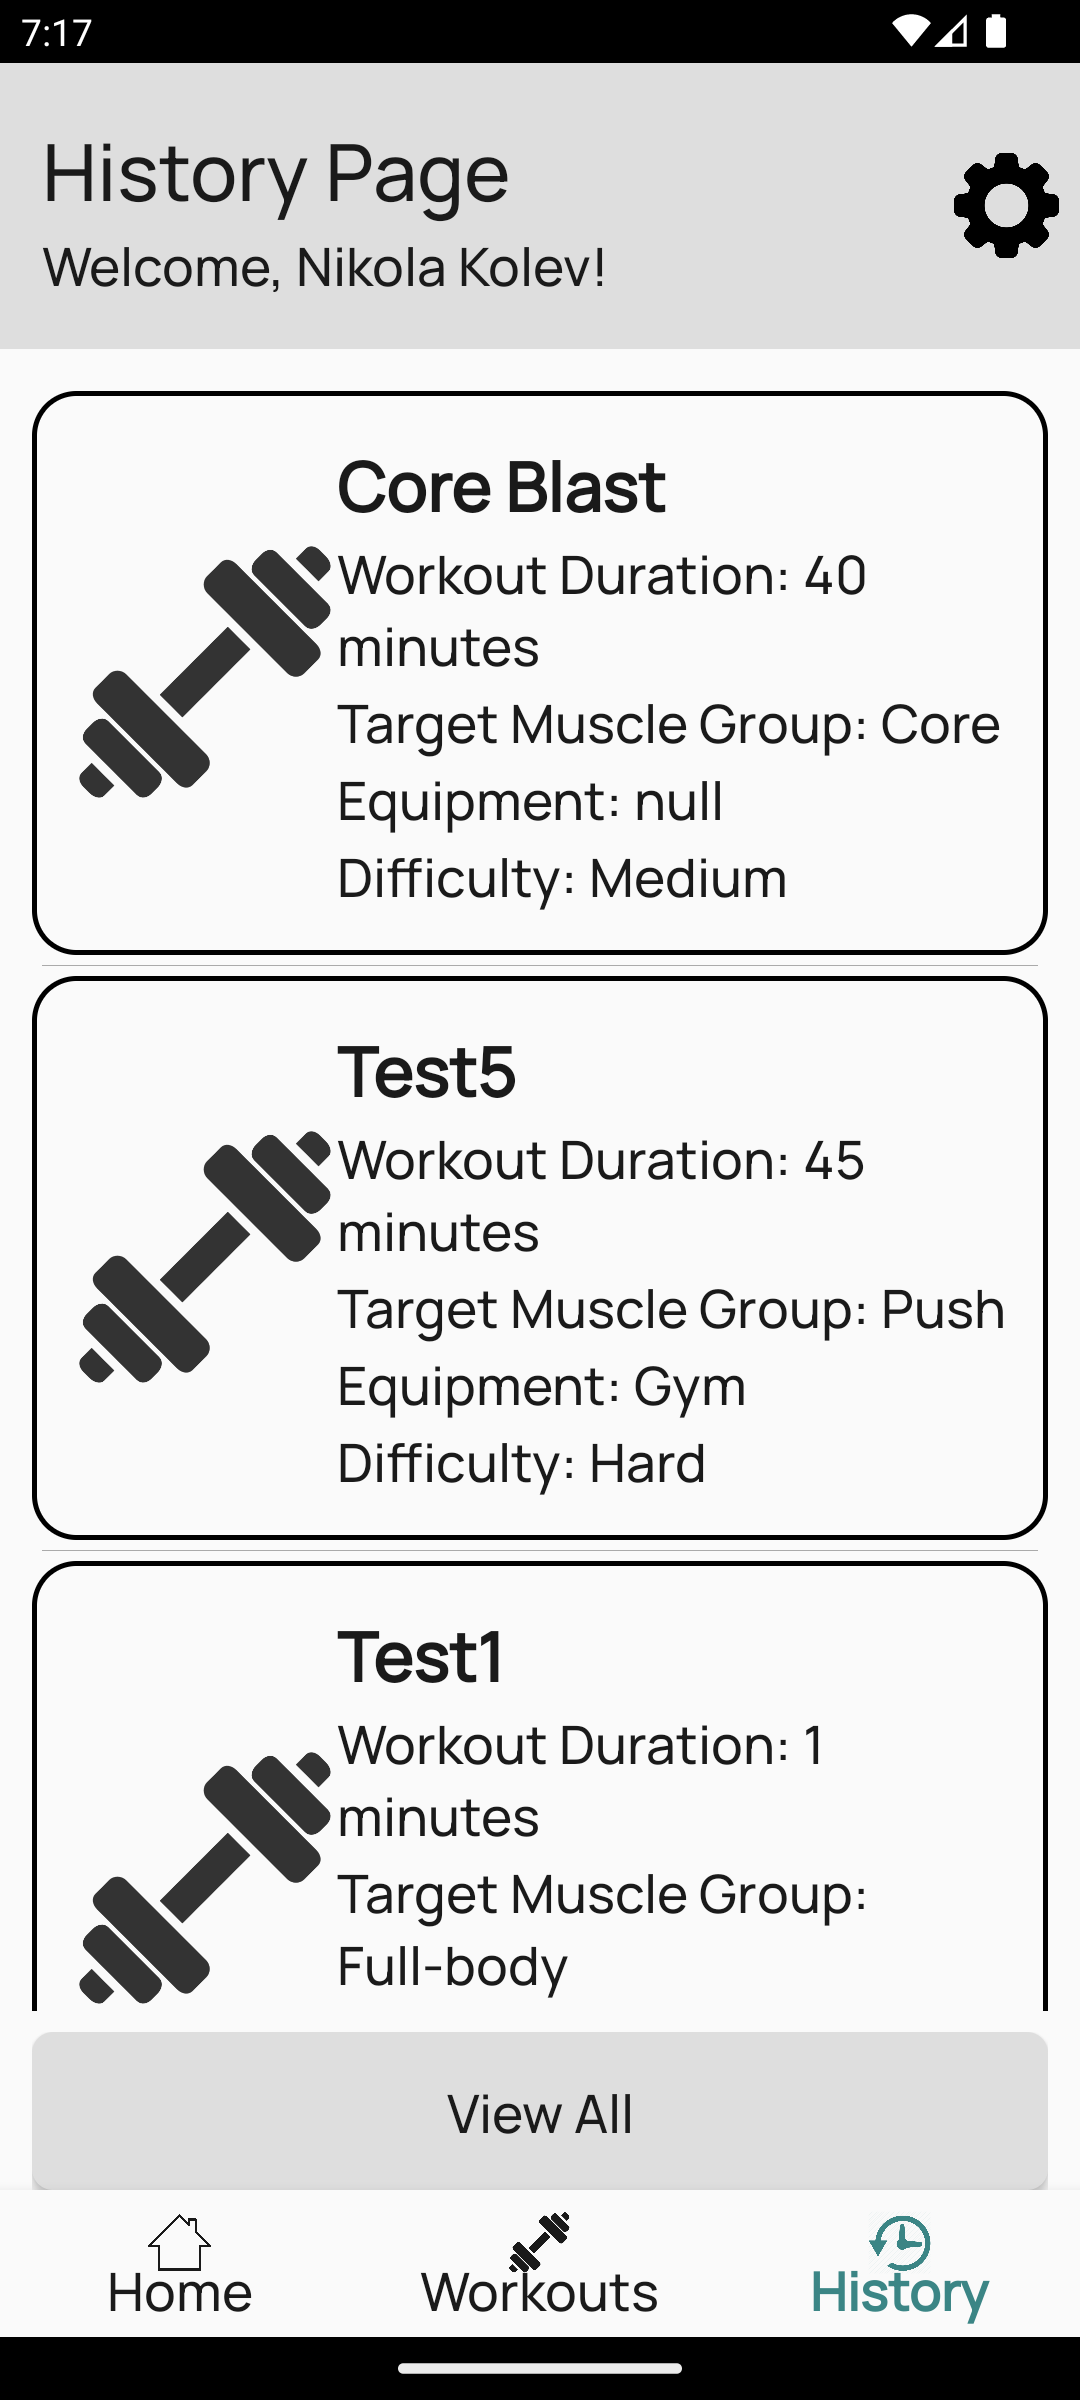 7:17
History Page
Welcome, Nikola Kolev!
Core Blast
Workout Duration: 40
minutes
Target Muscle Group: Core
Equipment: null
Difficulty: Medium
Test5
Workout Duration: 45
minutes
Target Muscle Group: Push
Equipment: Gym
Difficulty: Hard
Test1
Workout Duration: 1
minutes
Target Muscle Group:
Full-body
View All
Home
Workouts
History